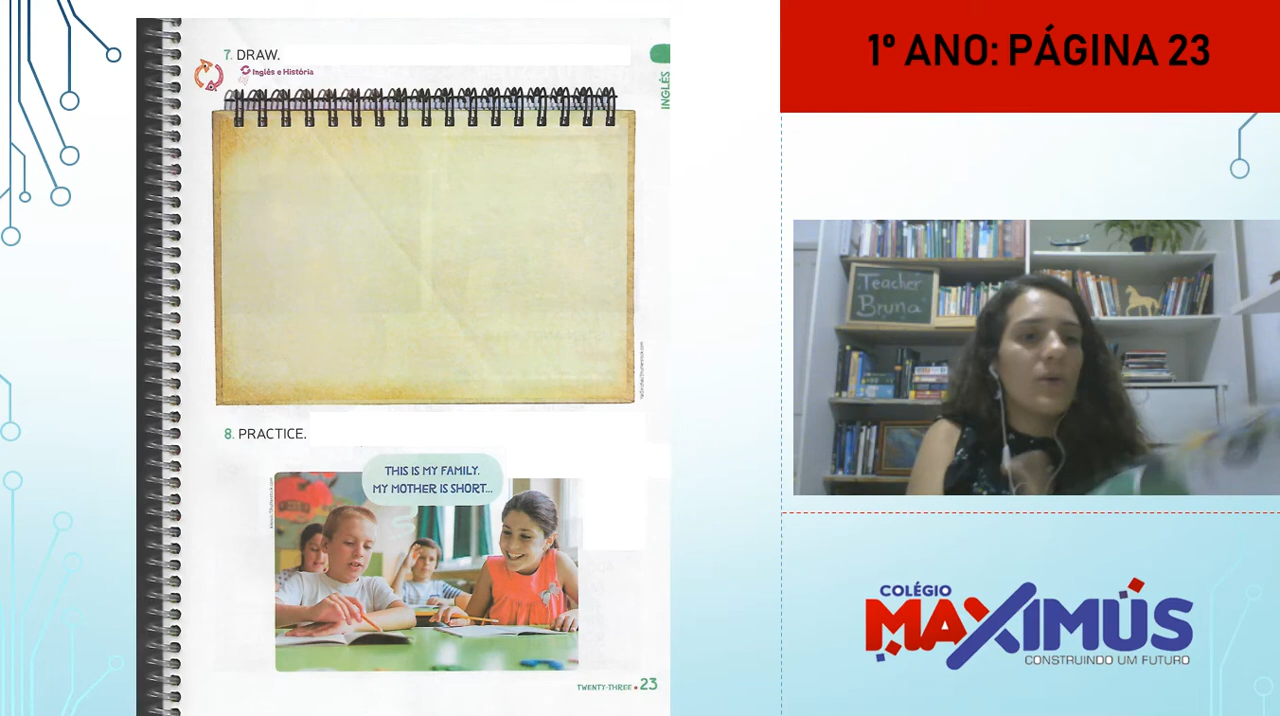 7. DRAW.
Inglês e História
INGLÊS
8. PRACTICE.
THIS IS MY FAMILY.
MY MOTHER IS SHORT...
TWENTY-THREE • 23
1º ANO: PÁGINA 23
Teacher
Bruna
COLÉGIO
MAXIMÚS
CONSTRUINDO UM FUTURO